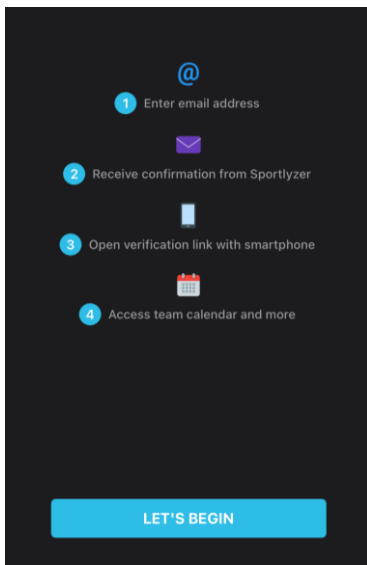 @
1 Enter email address
2 Receive confirmation from Sportlyzer
3 Open verification link with smartphone
4 Access team calendar and more
LET'S BEGIN